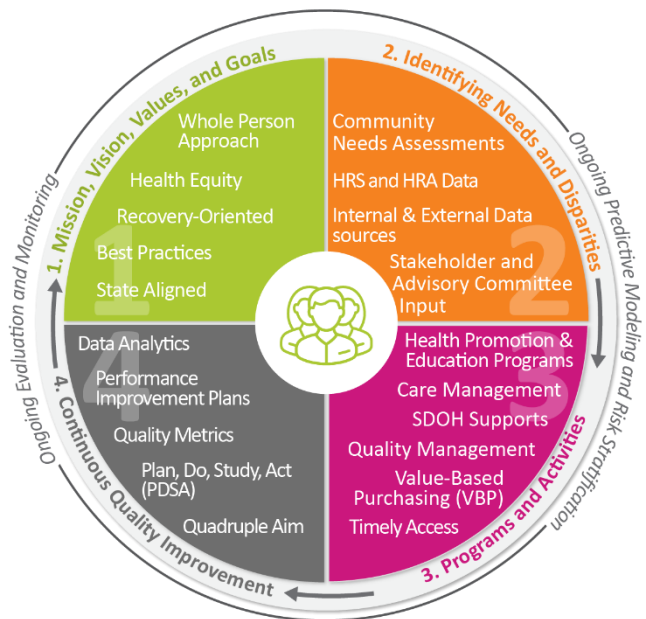 1. Mission, Vision, Values, and Goals
1
Whole Person
Approach
Health Equity
Recovery-Oriented
Best Practices
State Aligned
2. Identifying Needs and Disparities
2
Community
Needs Assessments
HRS and HRA Data
Internal & External Data
sources
Stakeholder and
Advisory Committee
Input
Ongoing Predictive Modeling and Risk Stratification
3. Programs and Activities
3
Health Promotion &
Education Programs
Care Management
SDOH Supports
Quality Management
Value-Based
Purchasing (VBP)
Timely Access
4. Continuous Quality Improvement
4
Data Analytics
Performance
Improvement Plans
Quality Metrics
Plan, Do, Study, Act
(PDSA)
Quadruple Aim
Ongoing Evaluation and Monitoring